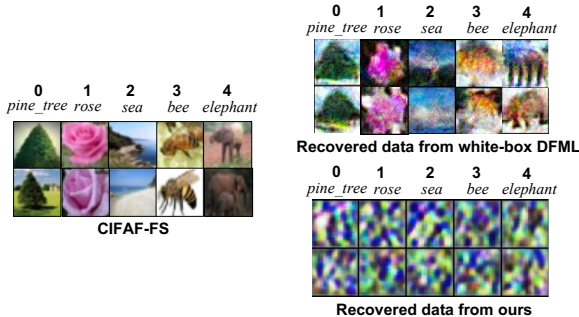 0 1 2 3 4
pine_tree rose sea bee elephant
CIFAF-FS
0 1 2 3 4
pine_tree rose sea bee elephant
Recovered data from white-box DFML
0 1 2 3 4
pine_tree rose sea bee elephant
Recovered data from ours